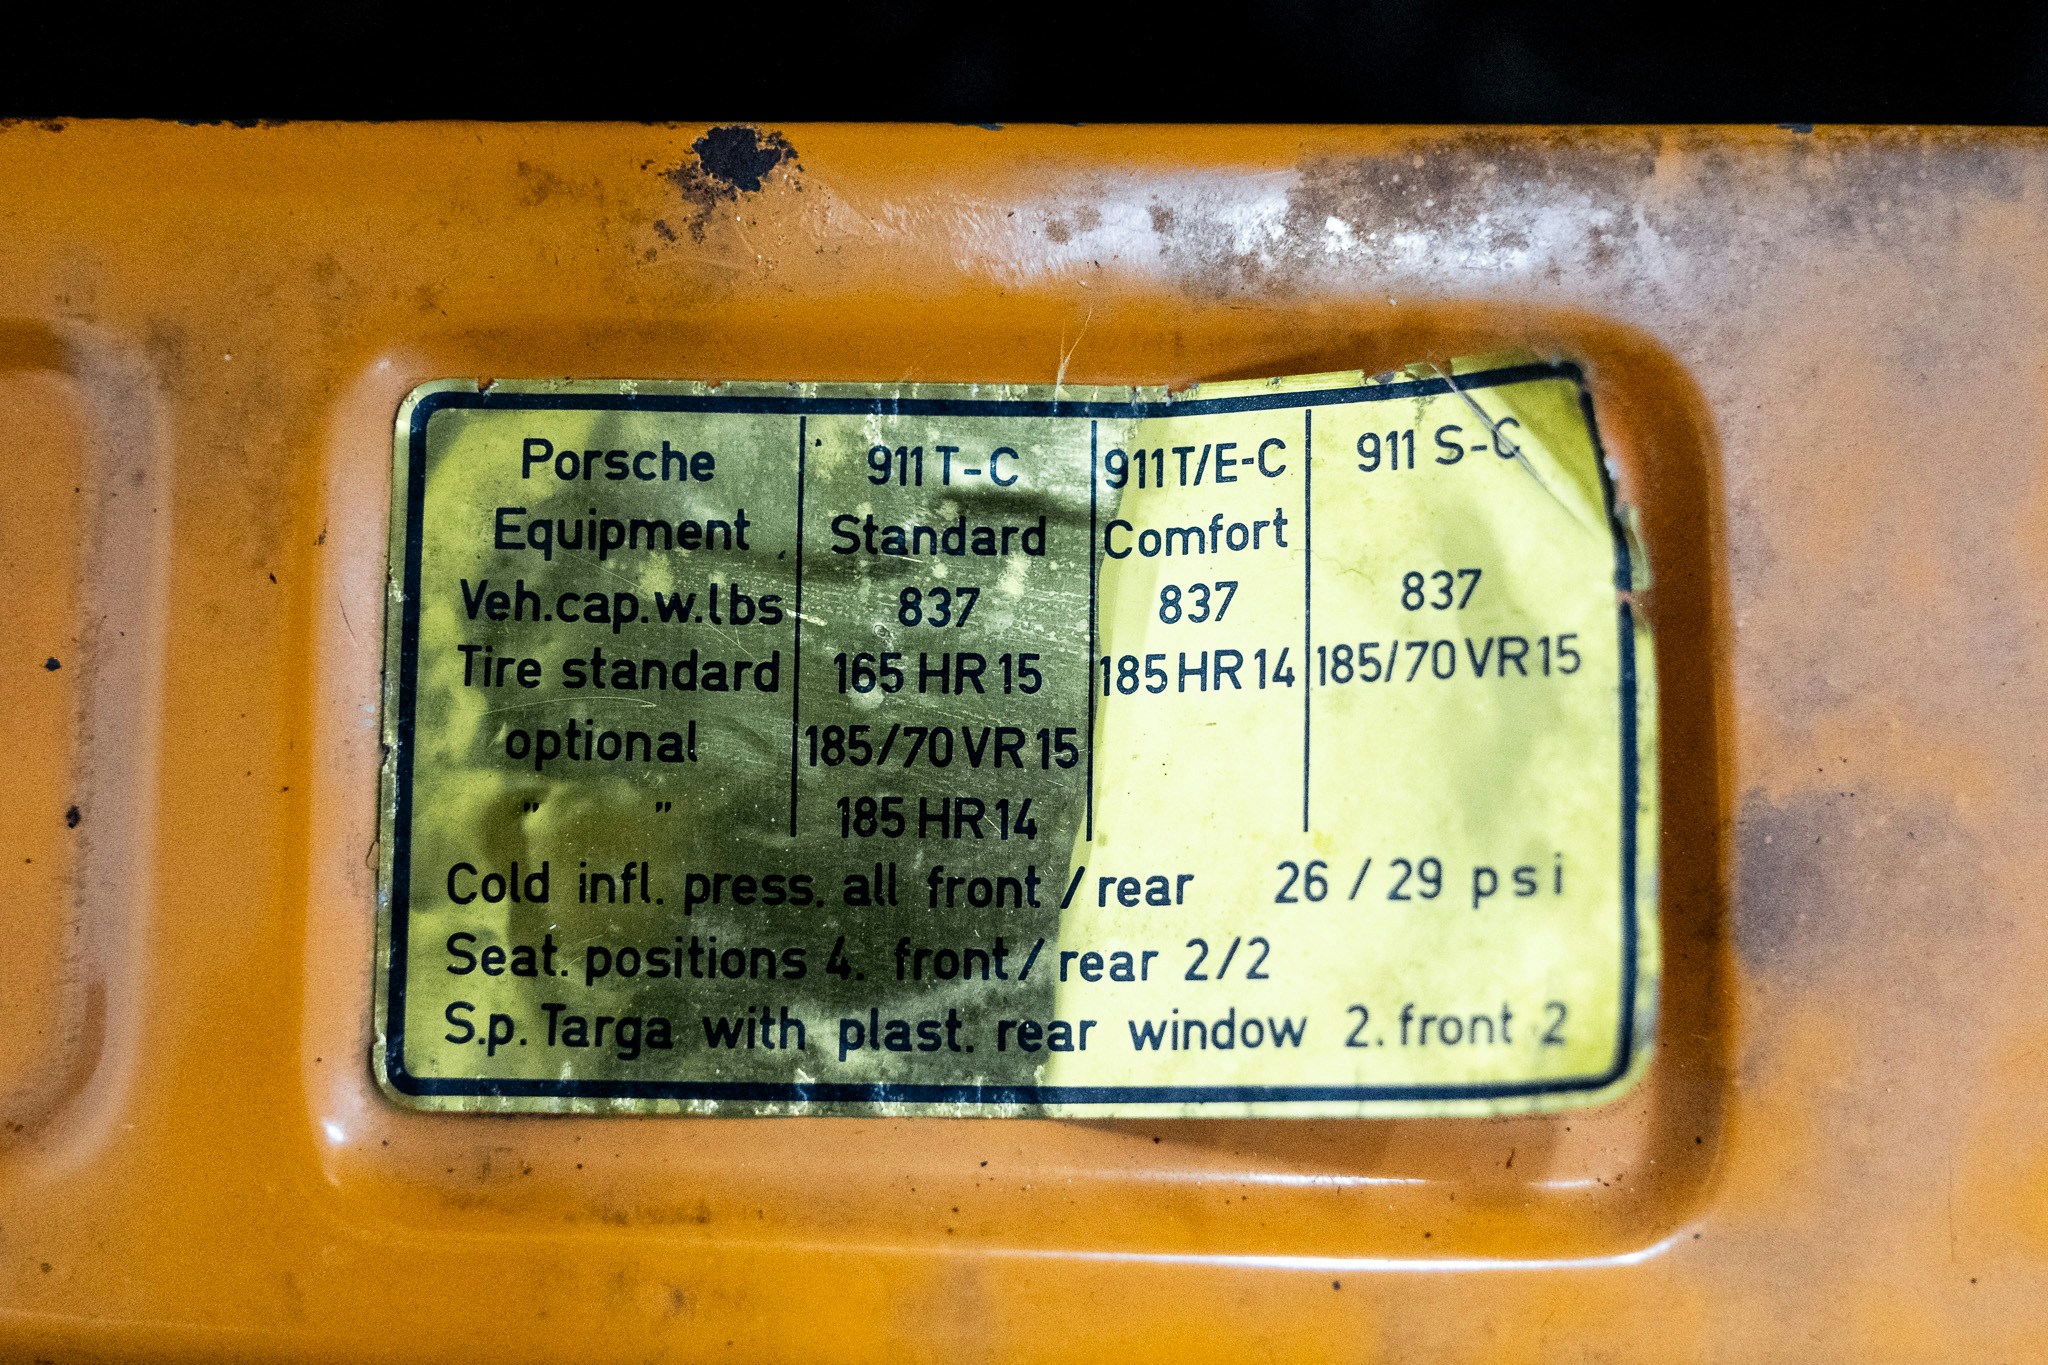 Porsche 911 T-C 911 T/E-C 911 S-C
Equipment Standard Comfort
Veh.cap.w.lbs 837 837 837
Tire standard 165 HR 15 185 HR 14 185/70 VR 15
optional 185/70 VR 15
" " 185 HR 14
Cold infl. press. all front / rear 26 / 29 psi
Seat. positions 4. front / rear 2/2
S.p. Targa with plast. rear window 2. front 2